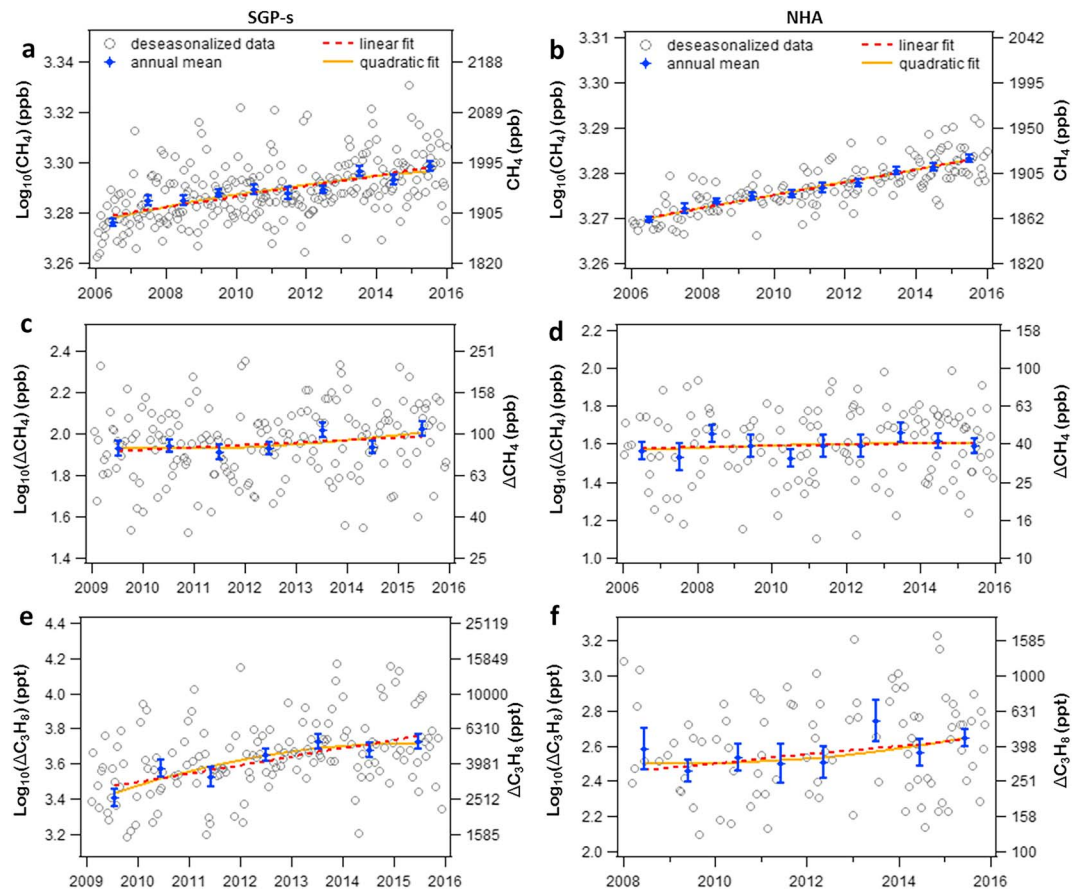 SGP-s
NHA
a
deseasonalized data
linear fit
annual mean
quadratic fit
Log10(CH4) (ppb)
3.34
3.32
3.30
3.28
3.26
2188
2089
1995
1905
1820
CH4 (ppb)
2006 2008 2010 2012 2014 2016
b
deseasonalized data
linear fit
annual mean
quadratic fit
Log10(CH4) (ppb)
3.31
3.30
3.28
3.27
3.26
2042
1995
1950
1905
1862
1820
CH4 (ppb)
2006 2008 2010 2012 2014 2016
c
Log10(ΔCH4) (ppb)
2.4
2.2
2.0
1.8
1.6
1.4
251
158
100
63
40
25
ΔCH4 (ppb)
2009 2010 2011 2012 2013 2014 2015 2016
d
Log10(ΔCH4) (ppb)
2.2
2.0
1.8
1.6
1.4
1.2
1.0
158
100
63
40
25
16
10
ΔCH4 (ppb)
2006 2008 2010 2012 2014 2016
e
Log10(ΔC3H8) (ppt)
4.4
4.2
4.0
3.8
3.6
3.4
3.2
25119
15849
10000
6310
3981
2512
1585
ΔC3H8 (ppt)
2009 2010 2011 2012 2013 2014 2015 2016
f
Log10(ΔC3H8) (ppt)
3.2
3.0
2.8
2.6
2.4
2.2
2.0
1585
1000
631
398
251
158
100
ΔC3H8 (ppt)
2008 2010 2012 2014 2016